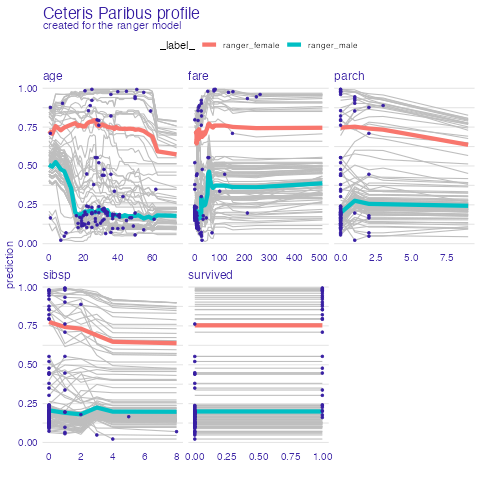 Ceteris Paribus profile
created for the ranger model
_label_ ranger_female ranger_male
age fare parch
1.00
0.75
0.50
0.25
0.00
0 20 40 60 0 100 200 300 400 500 0.0 2.5 5.0 7.5
prediction
sibsp survived
1.00
0.75
0.50
0.25
0.00
0 2 4 6 8 0.00 0.25 0.50 0.75 1.00